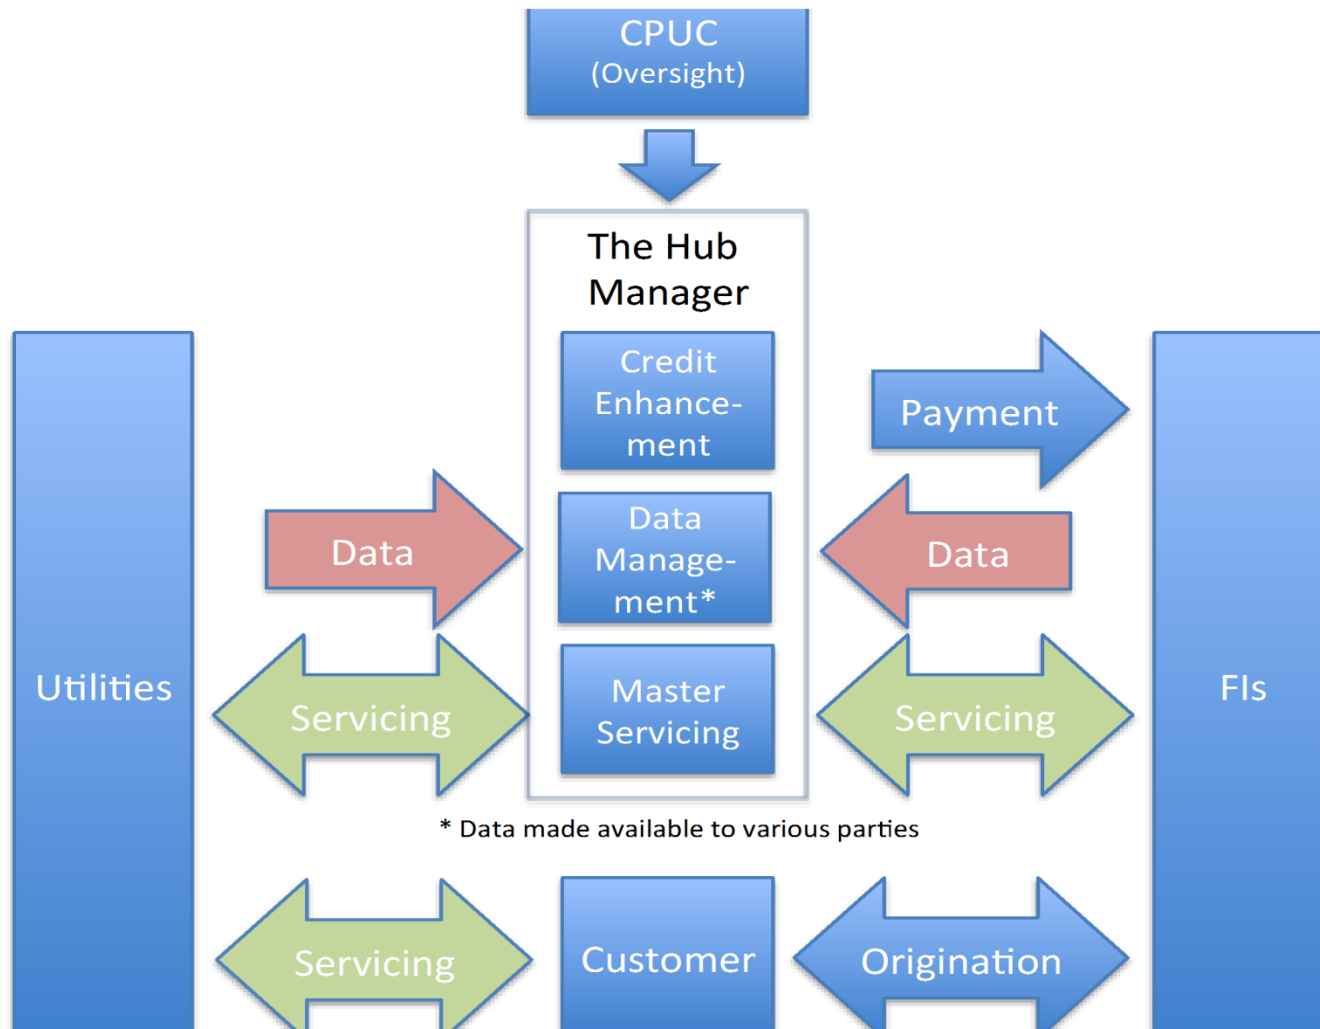 CPUC
(Oversight)
The Hub
Manager
Credit
Enhance-
ment
Payment
Data
Manage-
ment*
Data
Data
Utilities
Servicing
Master
Servicing
Servicing
FIs
* Data made available to various parties
Servicing
Customer
Origination